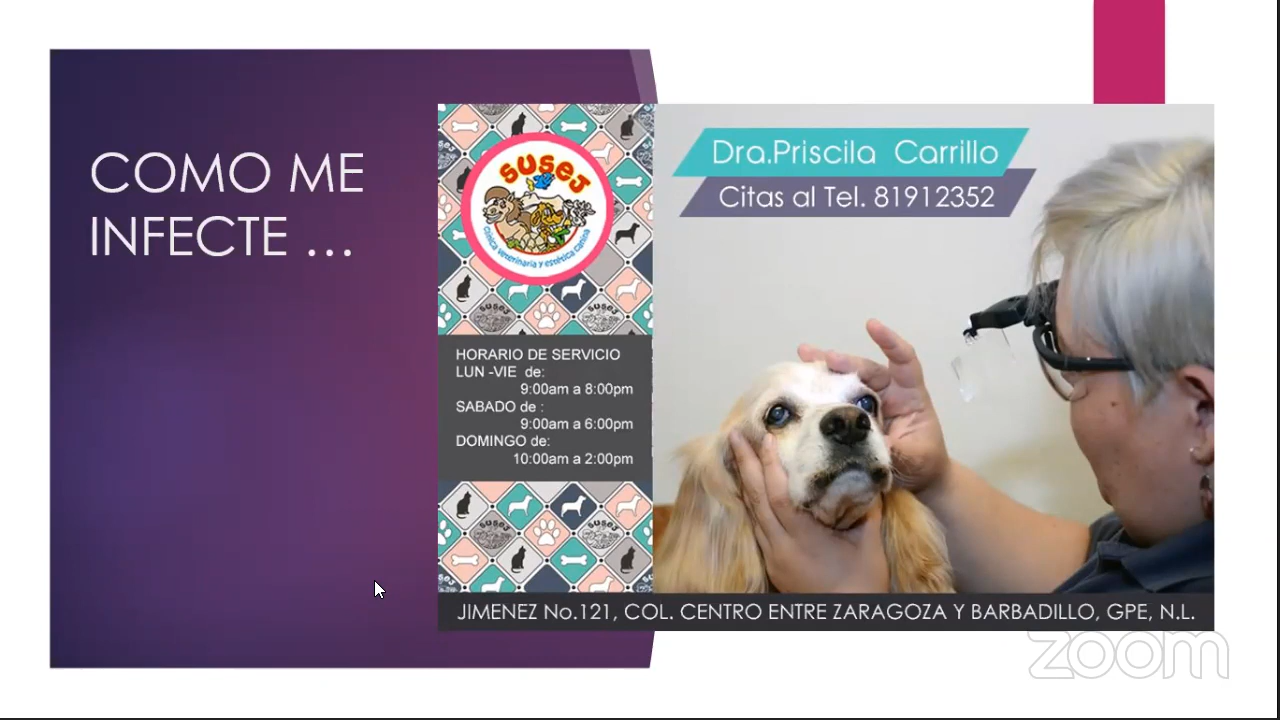 COMO ME
INFECTE ...
susej
clínica veterinaria y estética canina
HORARIO DE SERVICIO
LUN -VIE de:
9:00am a 8:00pm
SABADO de :
9:00am a 6:00pm
DOMINGO de:
10:00am a 2:00pm
Dra.Priscila Carrillo
Citas al Tel. 81912352
JIMENEZ No.121, COL. CENTRO ENTRE ZARAGOZA Y BARBADILLO, GPE, N.L.
zoom